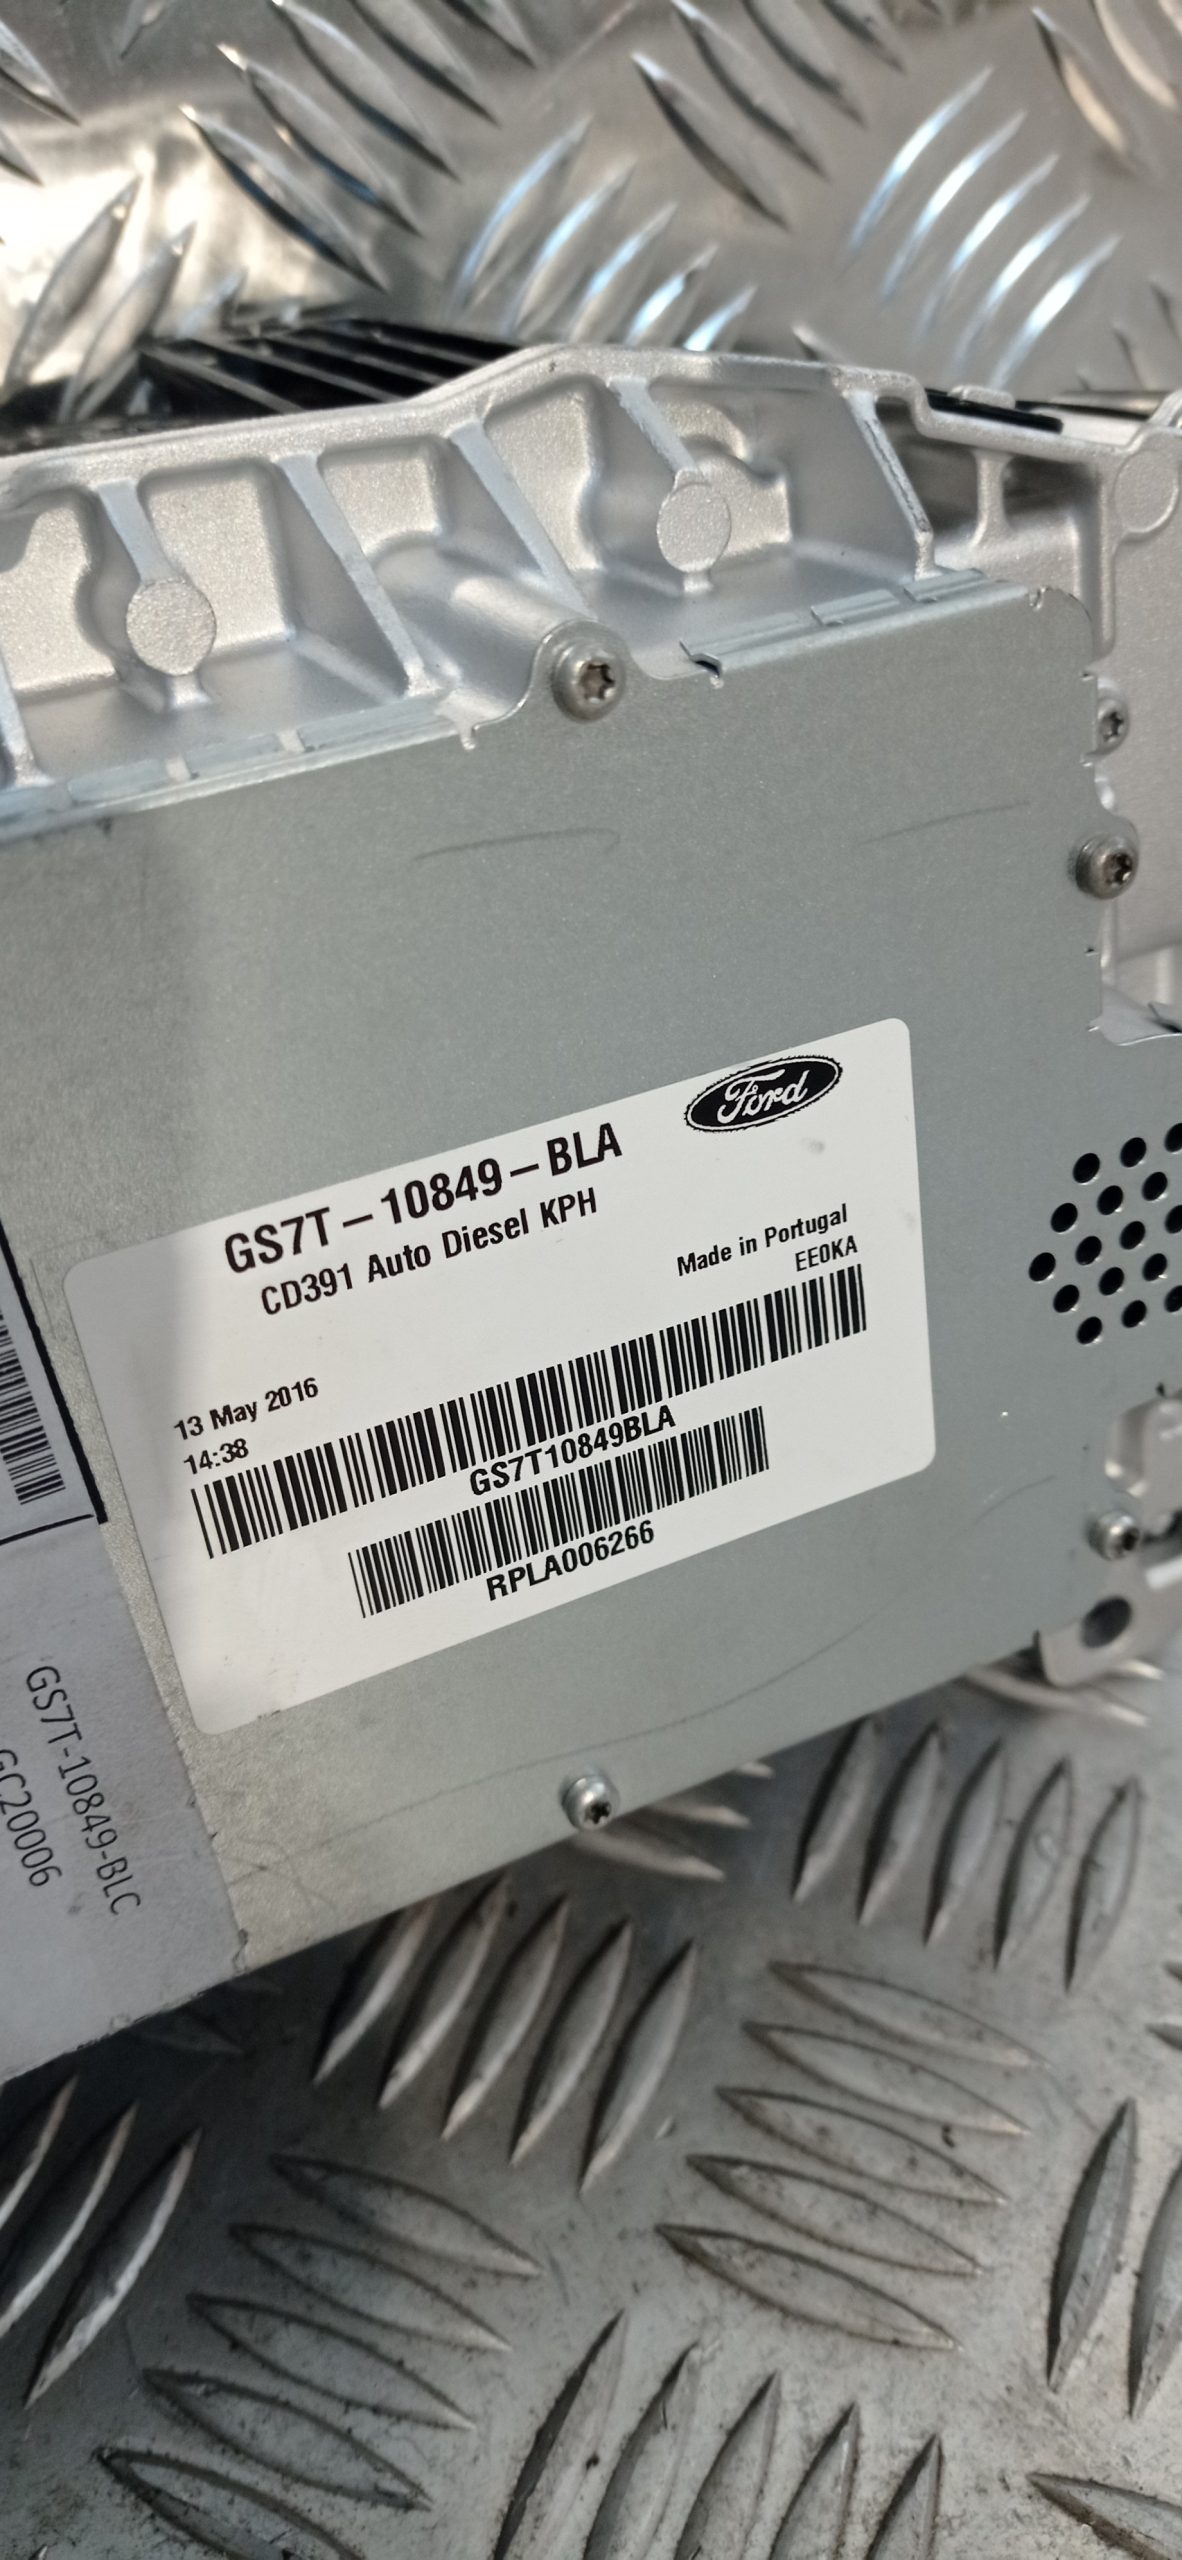 Ford
GS7T-10849-BLA
CD391 Auto Diesel KPH
Made in Portugal
EE0KA
13 May 2016
14:38
GS7T10849BLA
RPLA006266
GS7T-10849-BLC
GC20006